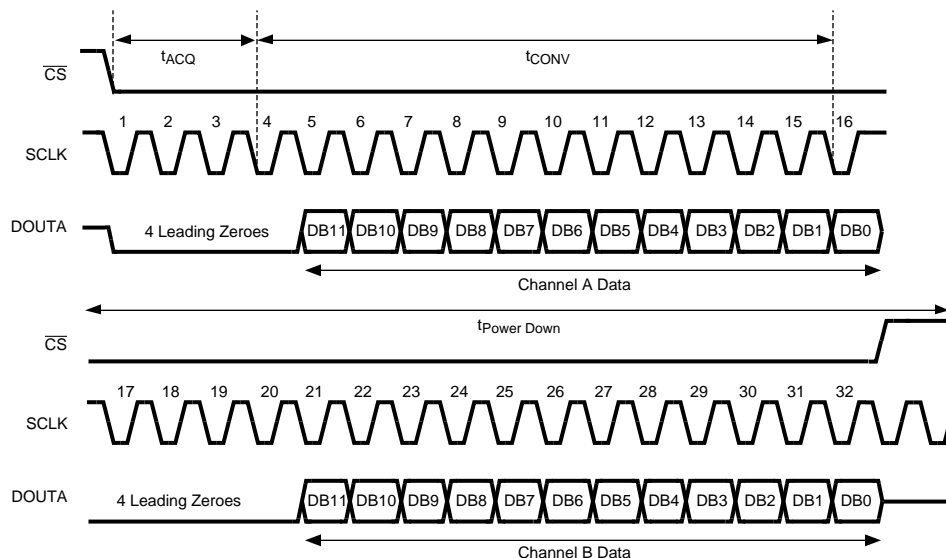 tACQ tCONV
CS
1 2 3 4 5 6 7 8 9 10 11 12 13 14 15 16
SCLK
DOUTA 4 Leading Zeroes DB11 DB10 DB9 DB8 DB7 DB6 DB5 DB4 DB3 DB2 DB1 DB0
Channel A Data
tPower Down
CS
17 18 19 20 21 22 23 24 25 26 27 28 29 30 31 32
SCLK
DOUTA 4 Leading Zeroes DB11 DB10 DB9 DB8 DB7 DB6 DB5 DB4 DB3 DB2 DB1 DB0
Channel B Data